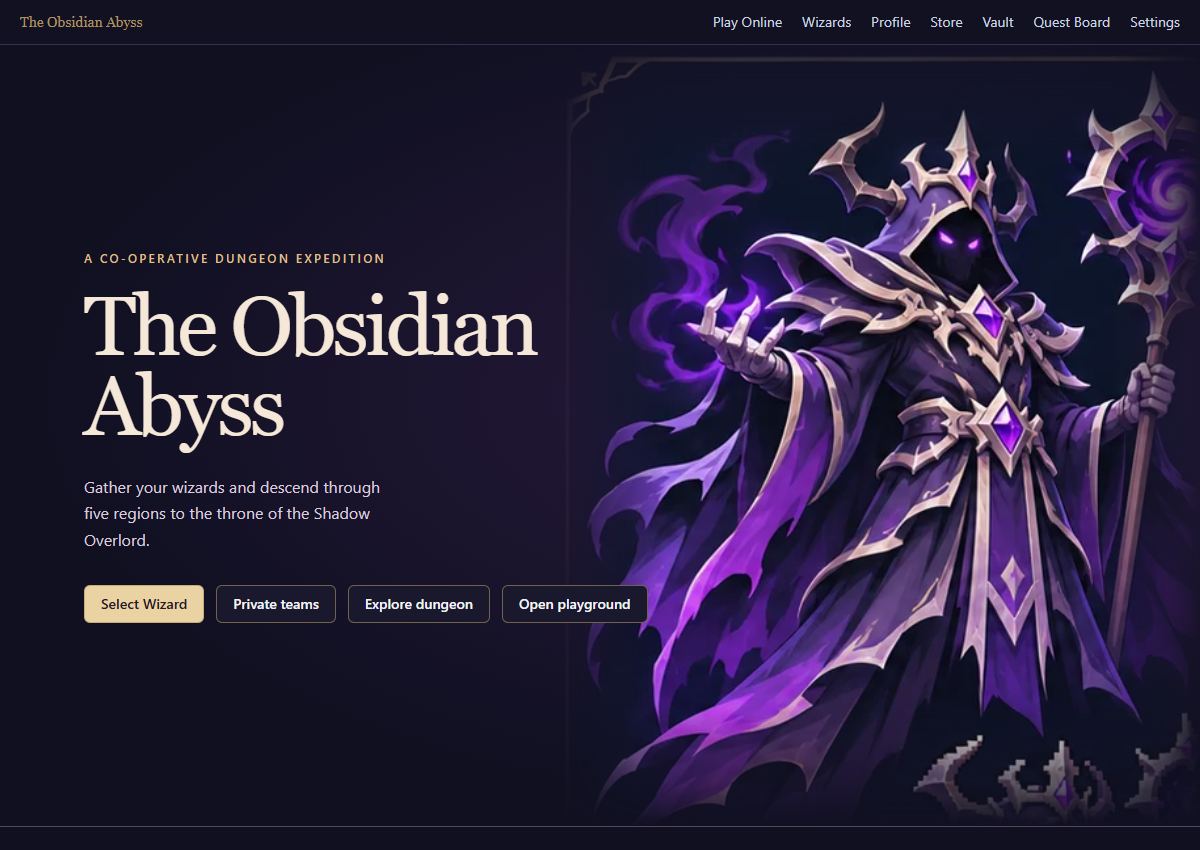 The Obsidian Abyss
Play Online Wizards Profile Store Vault Quest Board Settings
A CO-OPERATIVE DUNGEON EXPEDITION
The Obsidian
Abyss
Gather your wizards and descend through
five regions to the throne of the Shadow
Overlord.
Select Wizard Private teams Explore dungeon Open playground